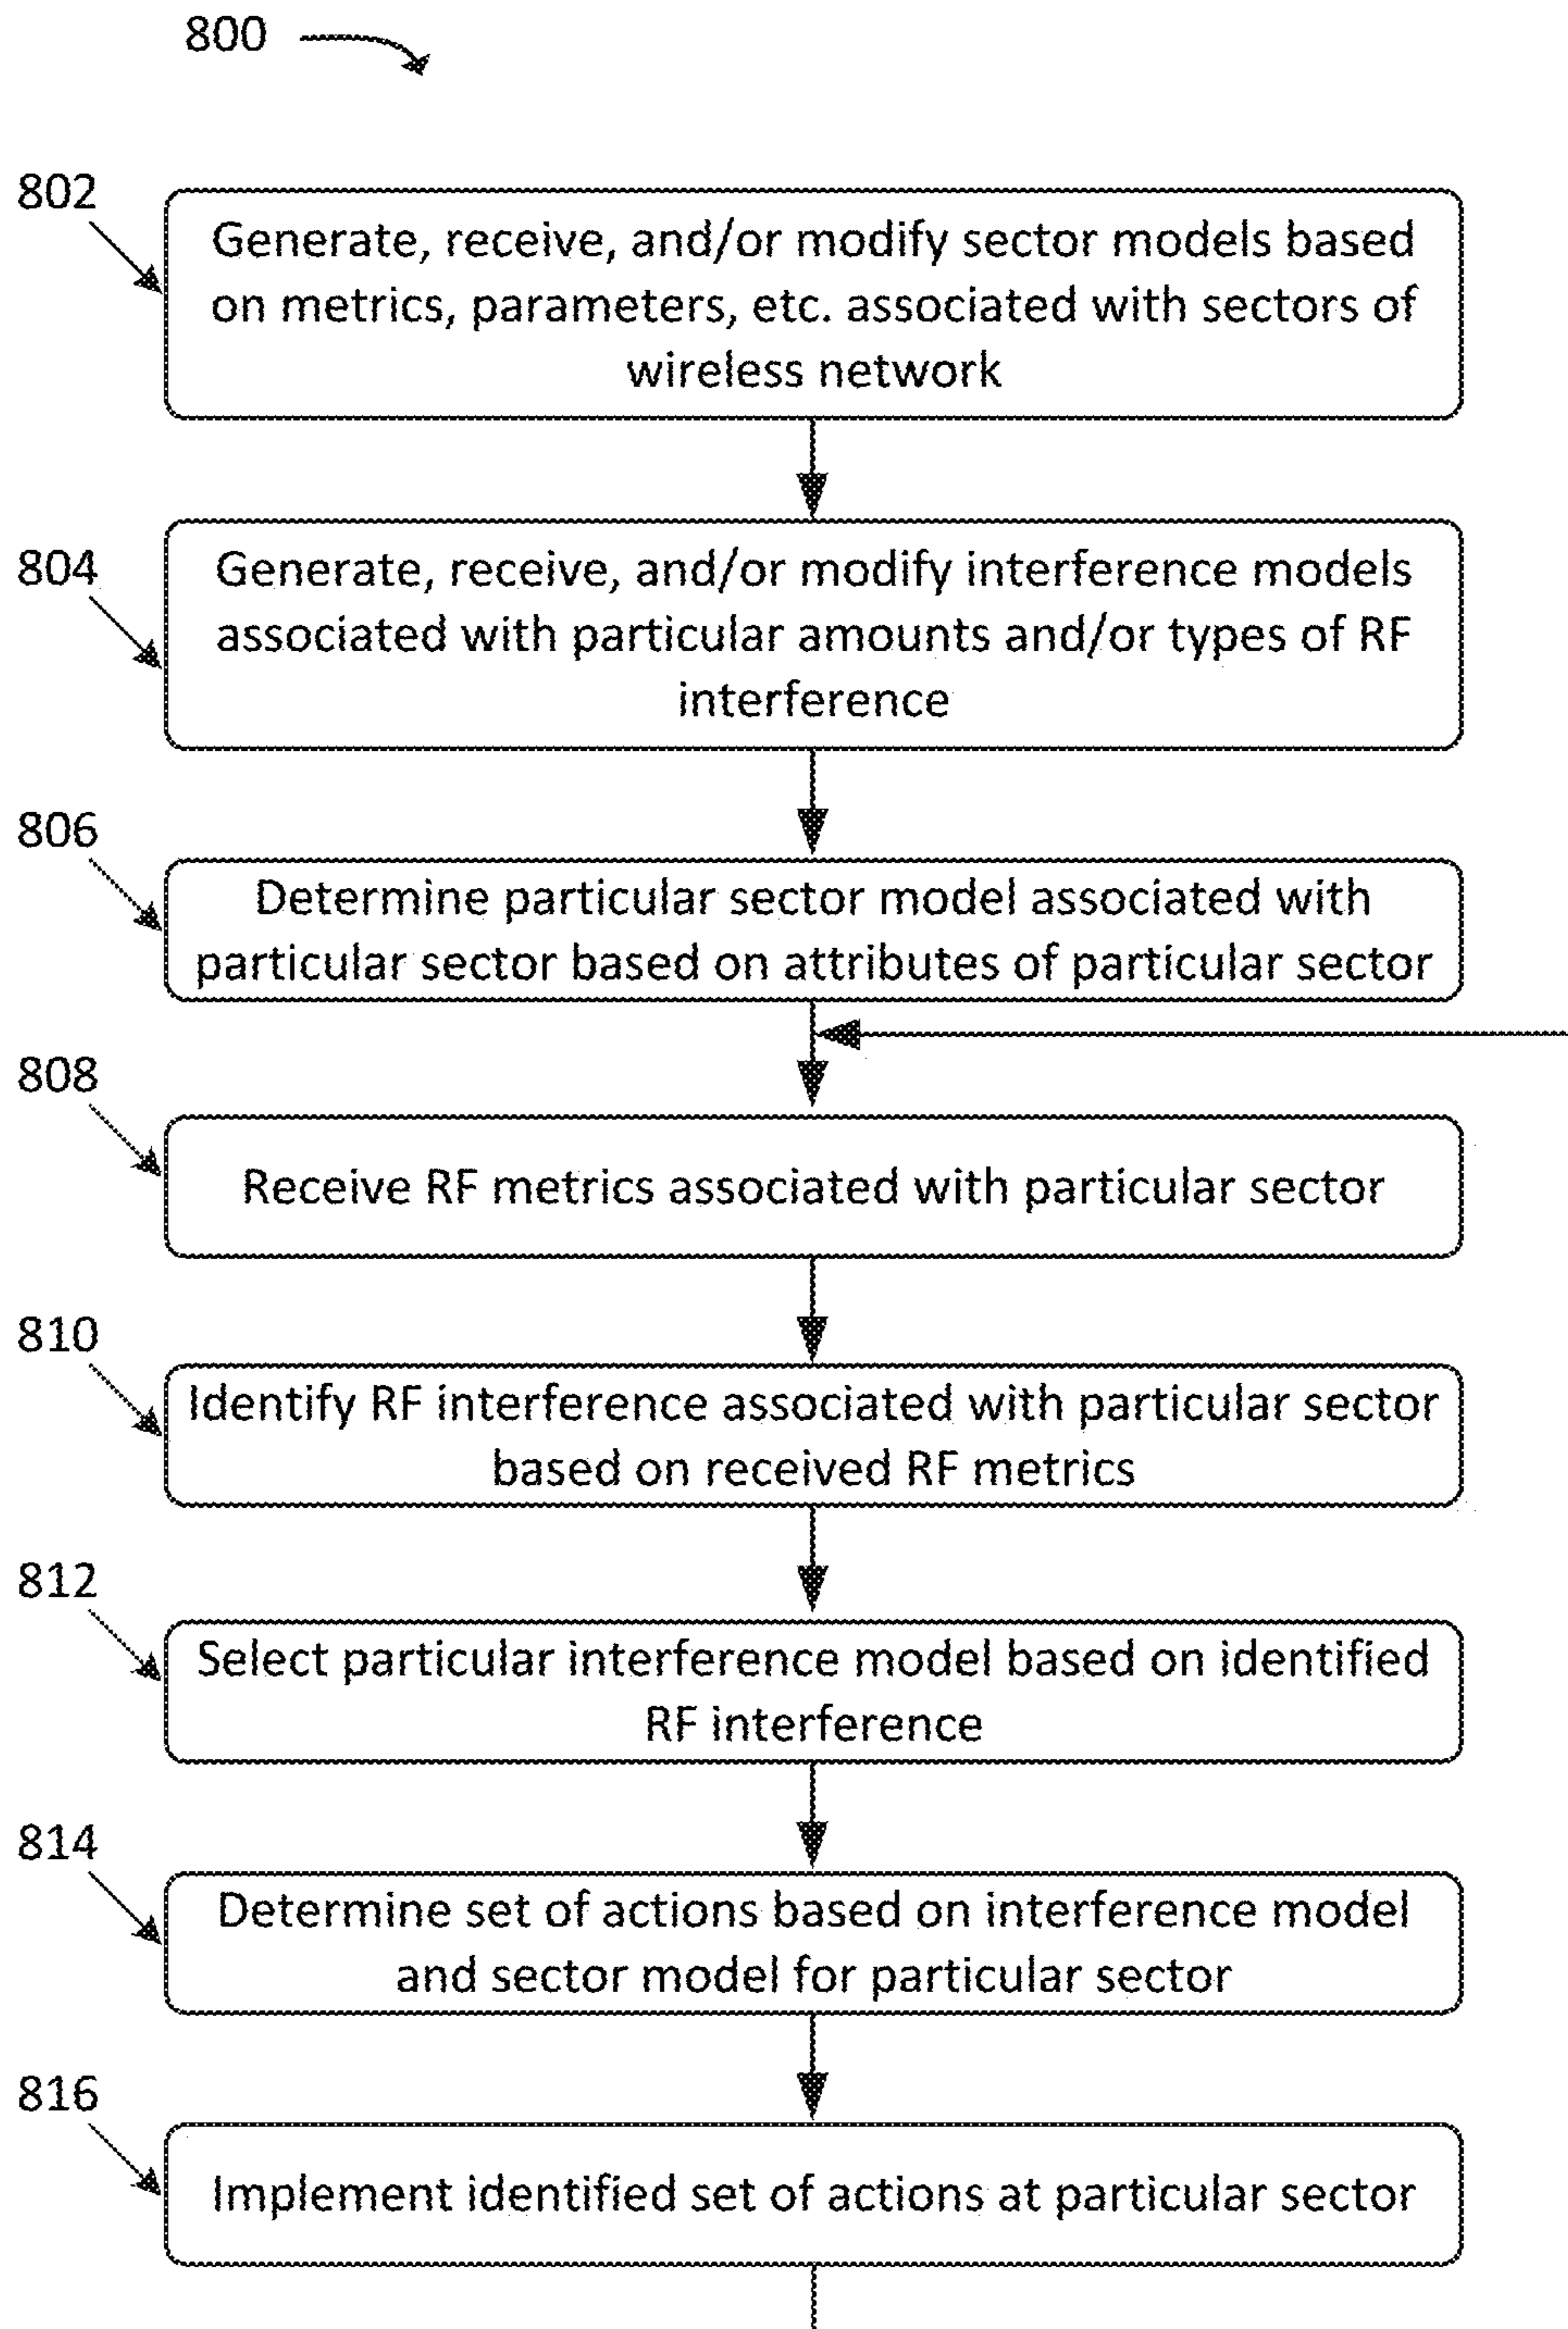 800
802
Generate, receive, and/or modify sector models based
on metrics, parameters, etc. associated with sectors of
wireless network
804
Generate, receive, and/or modify interference models
associated with particular amounts and/or types of RF
interference
806
Determine particular sector model associated with
particular sector based on attributes of particular sector
808
Receive RF metrics associated with particular sector
810
Identify RF interference associated with particular sector
based on received RF metrics
812
Select particular interference model based on identified
RF interference
814
Determine set of actions based on interference model
and sector model for particular sector
816
Implement identified set of actions at particular sector